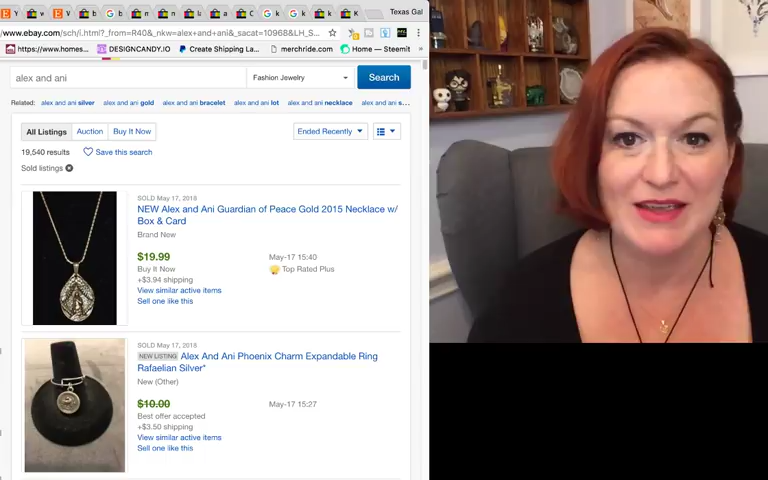 Texas Gal
www.ebay.com/sch/i.html?_from=R40&_nkw=alex+and+ani&_sacat=10968&LH_S...
https://www.homes... DESIGNCANDY.IO Create Shipping La... merchride.com Home — Steemit »
alex and ani Fashion Jewelry Search
Related: alex and ani silver alex and ani gold alex and ani bracelet alex and ani lot alex and ani necklace alex and ani s...
All Listings Auction Buy It Now Ended Recently
19,540 results Save this search
Sold listings
SOLD MAY 17, 2018
NEW Alex and Ani Guardian of Peace Gold 2015 Necklace w/
Box & Card
Brand New
$19.99 May-17 15:40
Buy It Now Top Rated Plus
+$3.94 shipping
View similar active items
Sell one like this
SOLD MAY 17, 2018
NEW LISTING Alex And Ani Phoenix Charm Expandable Ring
Rafaelian Silver*
New (Other)
$10.00 May-17 15:27
Best offer accepted
+$3.50 shipping
View similar active items
Sell one like this